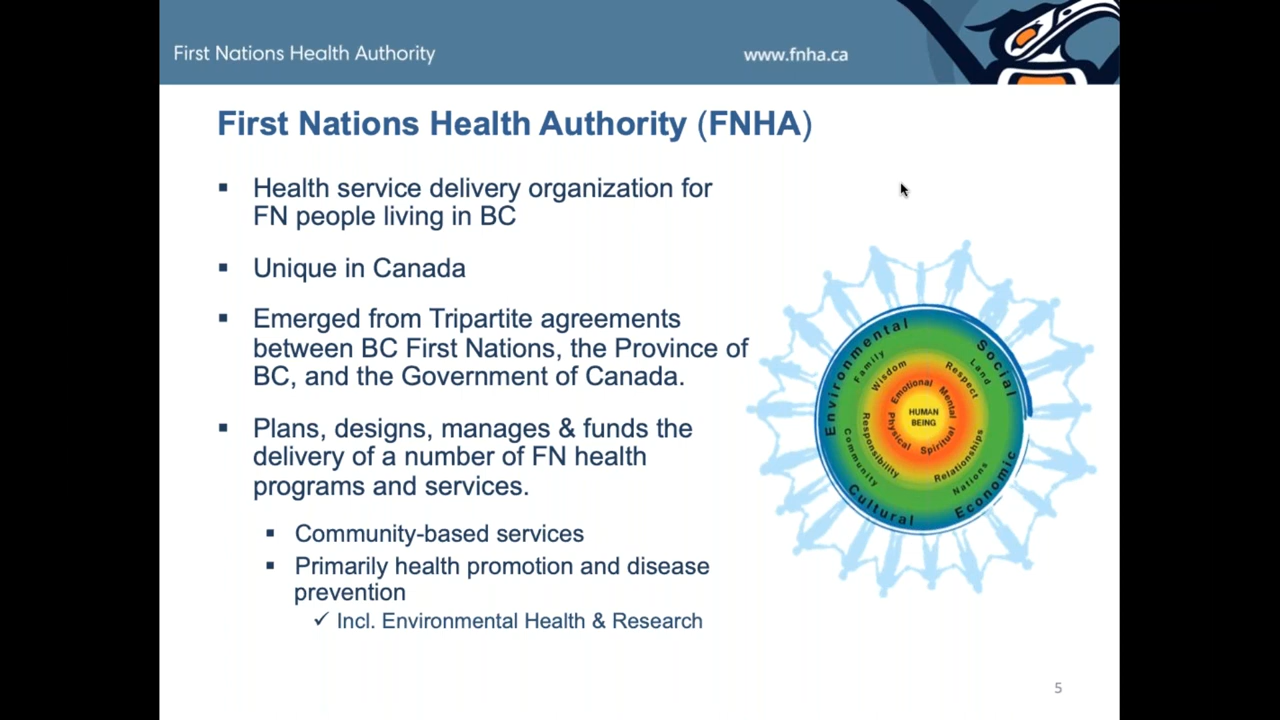 First Nations Health Authority
www.fnha.ca
First Nations Health Authority (FNHA)
▪ Health service delivery organization for
FN people living in BC
▪ Unique in Canada
▪ Emerged from Tripartite agreements
between BC First Nations, the Province of
BC, and the Government of Canada.
▪ Plans, designs, manages & funds the
delivery of a number of FN health
programs and services.
▪ Community-based services
▪ Primarily health promotion and disease
prevention
✓ Incl. Environmental Health & Research
Environmental
Social
Economic
Cultural
Family
Land
Nations
Community
Wisdom
Respect
Relationships
Responsibility
Emotional
Mental
Spiritual
Physical
HUMAN
BEING
5